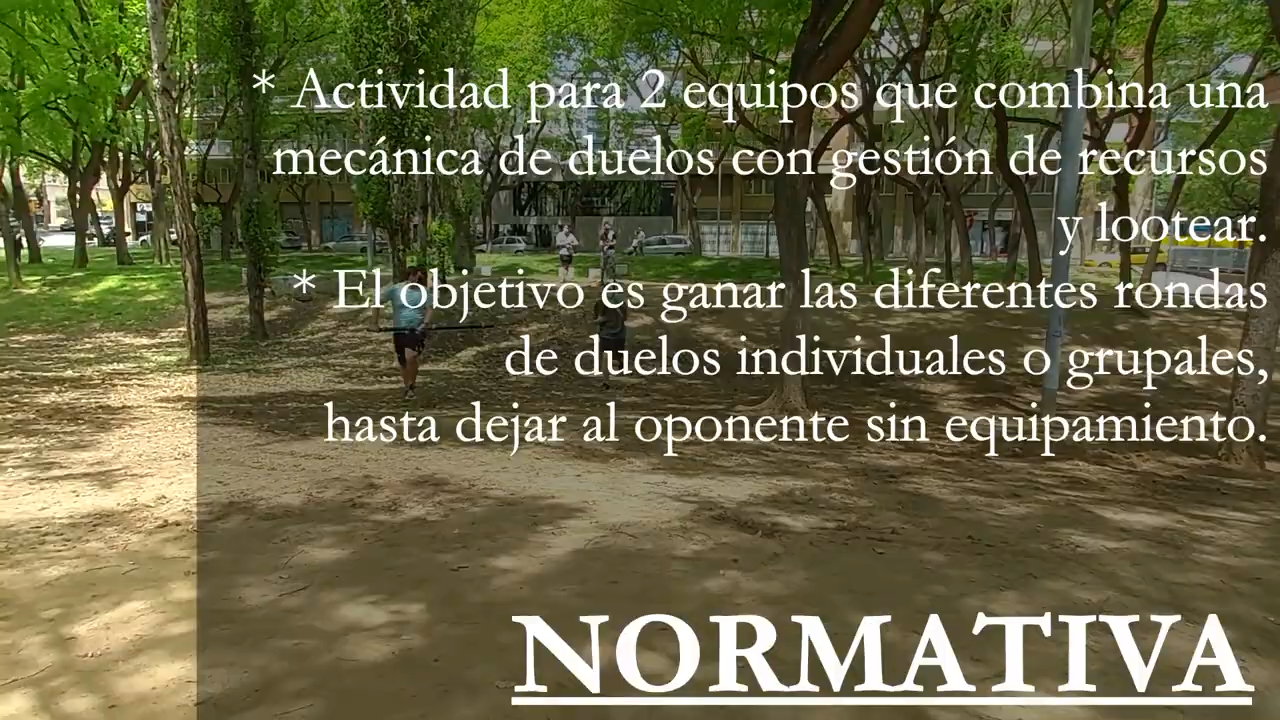 * Actividad para 2 equipos que combina una
mecánica de duelos con gestión de recursos
y lootear.
* El objetivo es ganar las diferentes rondas
de duelos individuales o grupales,
hasta dejar al oponente sin equipamiento.
NORMATIVA